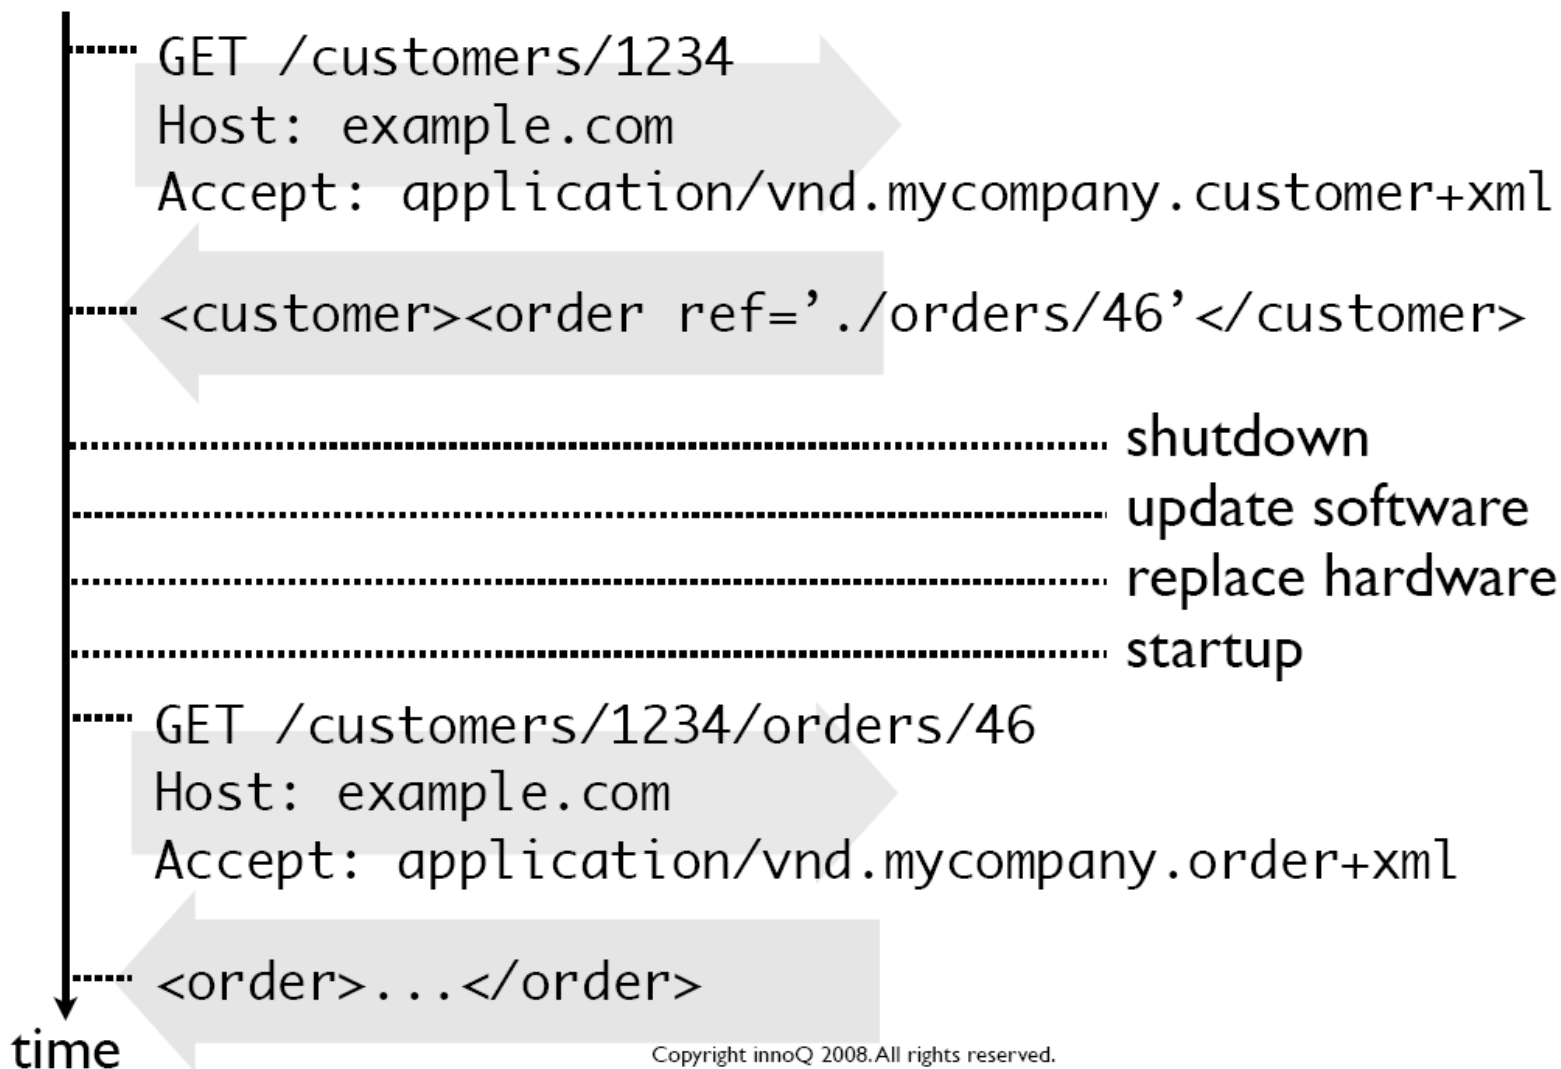 GET /customers/1234
Host: example.com
Accept: application/vnd.mycompany.customer+xml
<customer><order ref=’./orders/46’</customer>
shutdown
update software
replace hardware
startup
GET /customers/1234/orders/46
Host: example.com
Accept: application/vnd.mycompany.order+xml
<order>...</order>
time
Copyright innoQ 2008. All rights reserved.